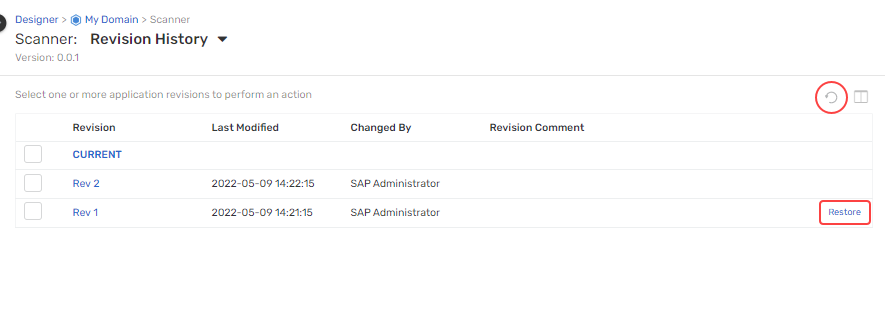 Designer > My Domain > Scanner
Scanner: Revision History
Version: 0.0.1
Select one or more application revisions to perform an action
Revision Last Modified Changed By Revision Comment
CURRENT
Rev 2 2022-05-09 14:22:15 SAP Administrator
Rev 1 2022-05-09 14:21:15 SAP Administrator Restore